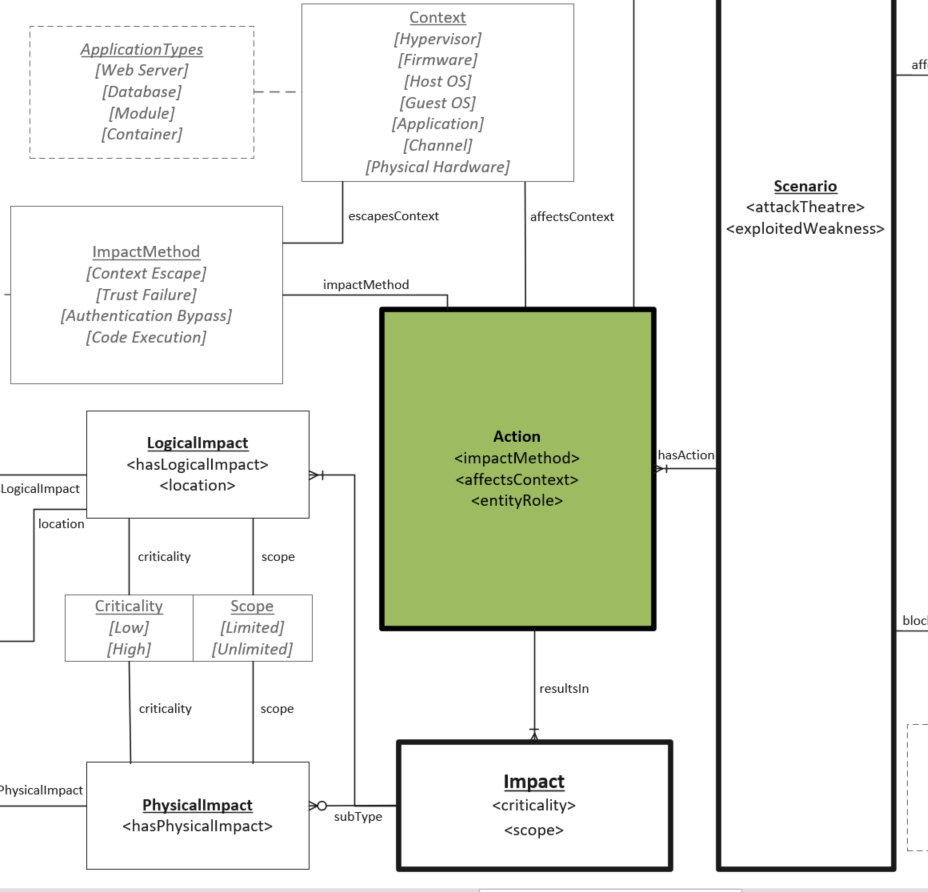 Context
[Hypervisor]
[Firmware]
[Host OS]
[Guest OS]
[Application]
[Channel]
[Physical Hardware]
ApplicationTypes
[Web Server]
[Database]
[Module]
[Container]
escapesContext
affectsContext
Scenario
<attackTheatre>
<exploitedWeakness>
ImpactMethod
[Context Escape]
[Trust Failure]
[Authentication Bypass]
[Code Execution]
impactMethod
Action
<impactMethod>
<affectsContext>
<entityRole>
hasAction
LogicalImpact
<hasLogicalImpact>
<location>
LogicalImpact
location
criticality
scope
Criticality
[Low]
[High]
Scope
[Limited]
[Unlimited]
criticality
scope
resultsIn
PhysicalImpact
PhysicalImpact
<hasPhysicalImpact>
subType
Impact
<criticality>
<scope>